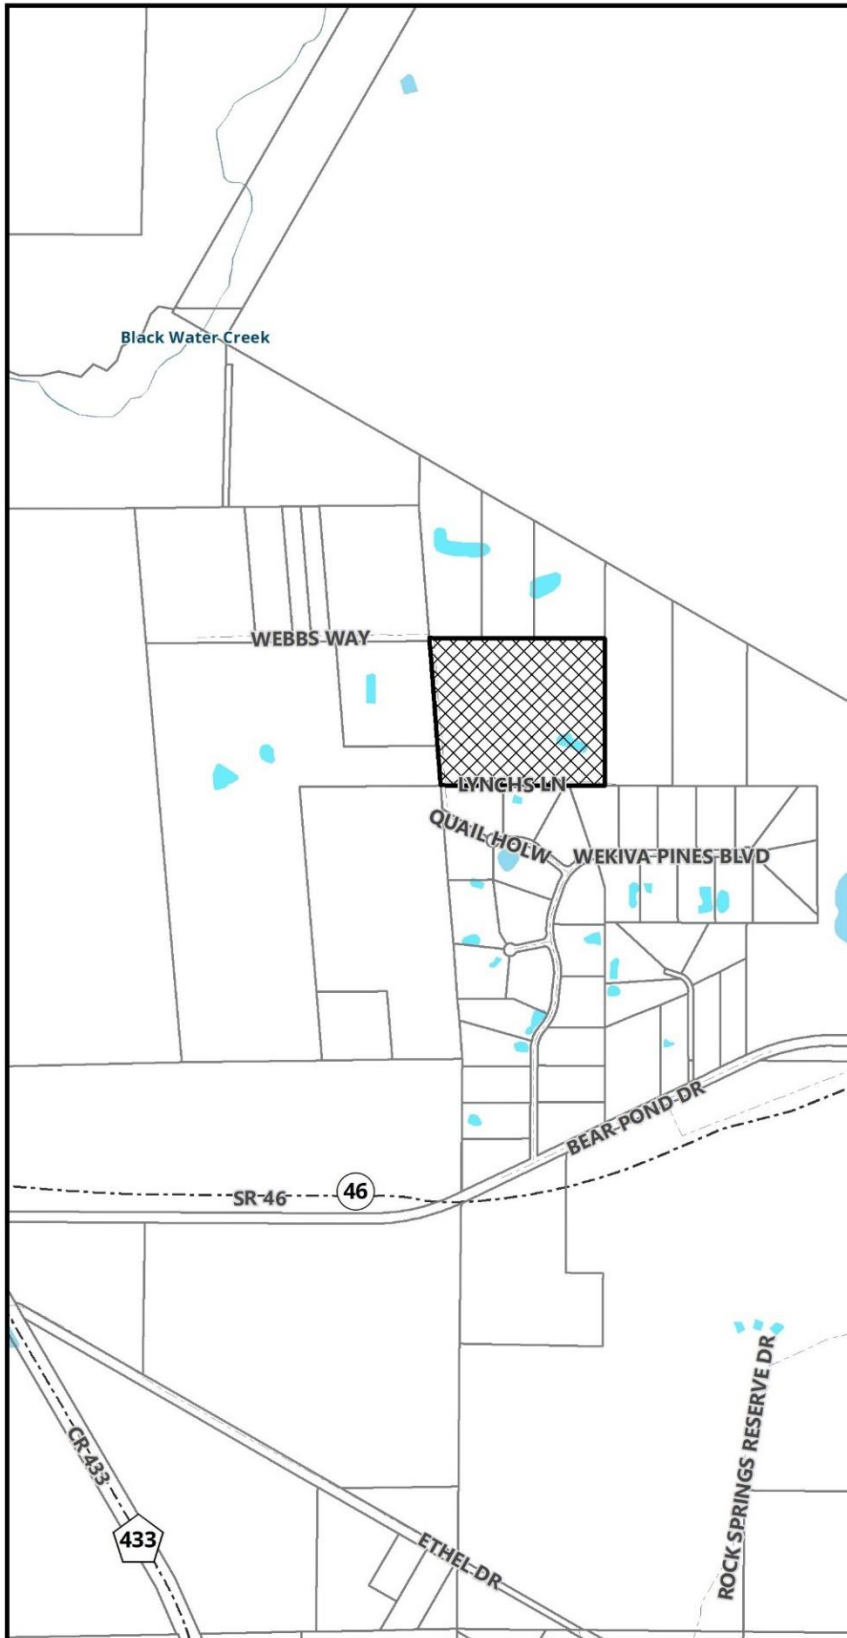 Black Water Creek
WEBBS WAY
LYNCHS LN
QUAIL HOLW
WEKIVA PINES BLVD
BEAR POND DR
46
SR 46
ROCK SPRINGS RESERVE DR
CR 433
433
ETHEL DR